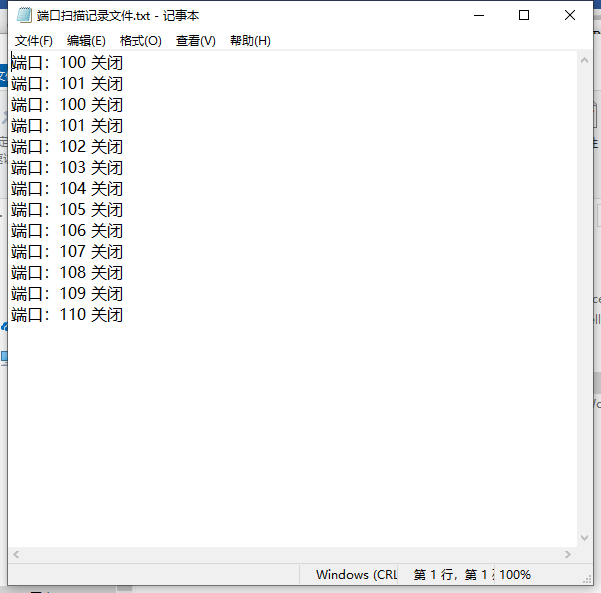 端口扫描记录文件.txt - 记事本
文件(F) 编辑(E) 格式(O) 查看(V) 帮助(H)
端口：100 关闭
端口：101 关闭
端口：100 关闭
端口：101 关闭
端口：102 关闭
端口：103 关闭
端口：104 关闭
端口：105 关闭
端口：106 关闭
端口：107 关闭
端口：108 关闭
端口：109 关闭
端口：110 关闭
Windows (CRL 第 1 行，第 1 100%